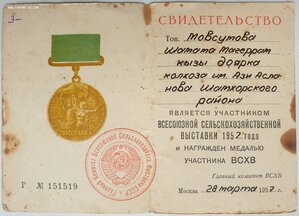 СВИДЕТЕЛЬСТВО
Тов. Мовсумова
Шафата Магеррам
кызы доярка
колхоза им. Ази Асла-
нова Шамхорского
района
ЯВЛЯЕТСЯ УЧАСТНИКОМ
ВСЕСОЮЗНОЙ СЕЛЬСКОХОЗЯЙСТВЕННОЙ
ВЫСТАВКИ 1957 года
И НАГРАЖДЕН МЕДАЛЬЮ
УЧАСТНИКА ВСХВ
Главный комитет ВСХВ
Москва 28 марта 1957 г.
Г № 151519